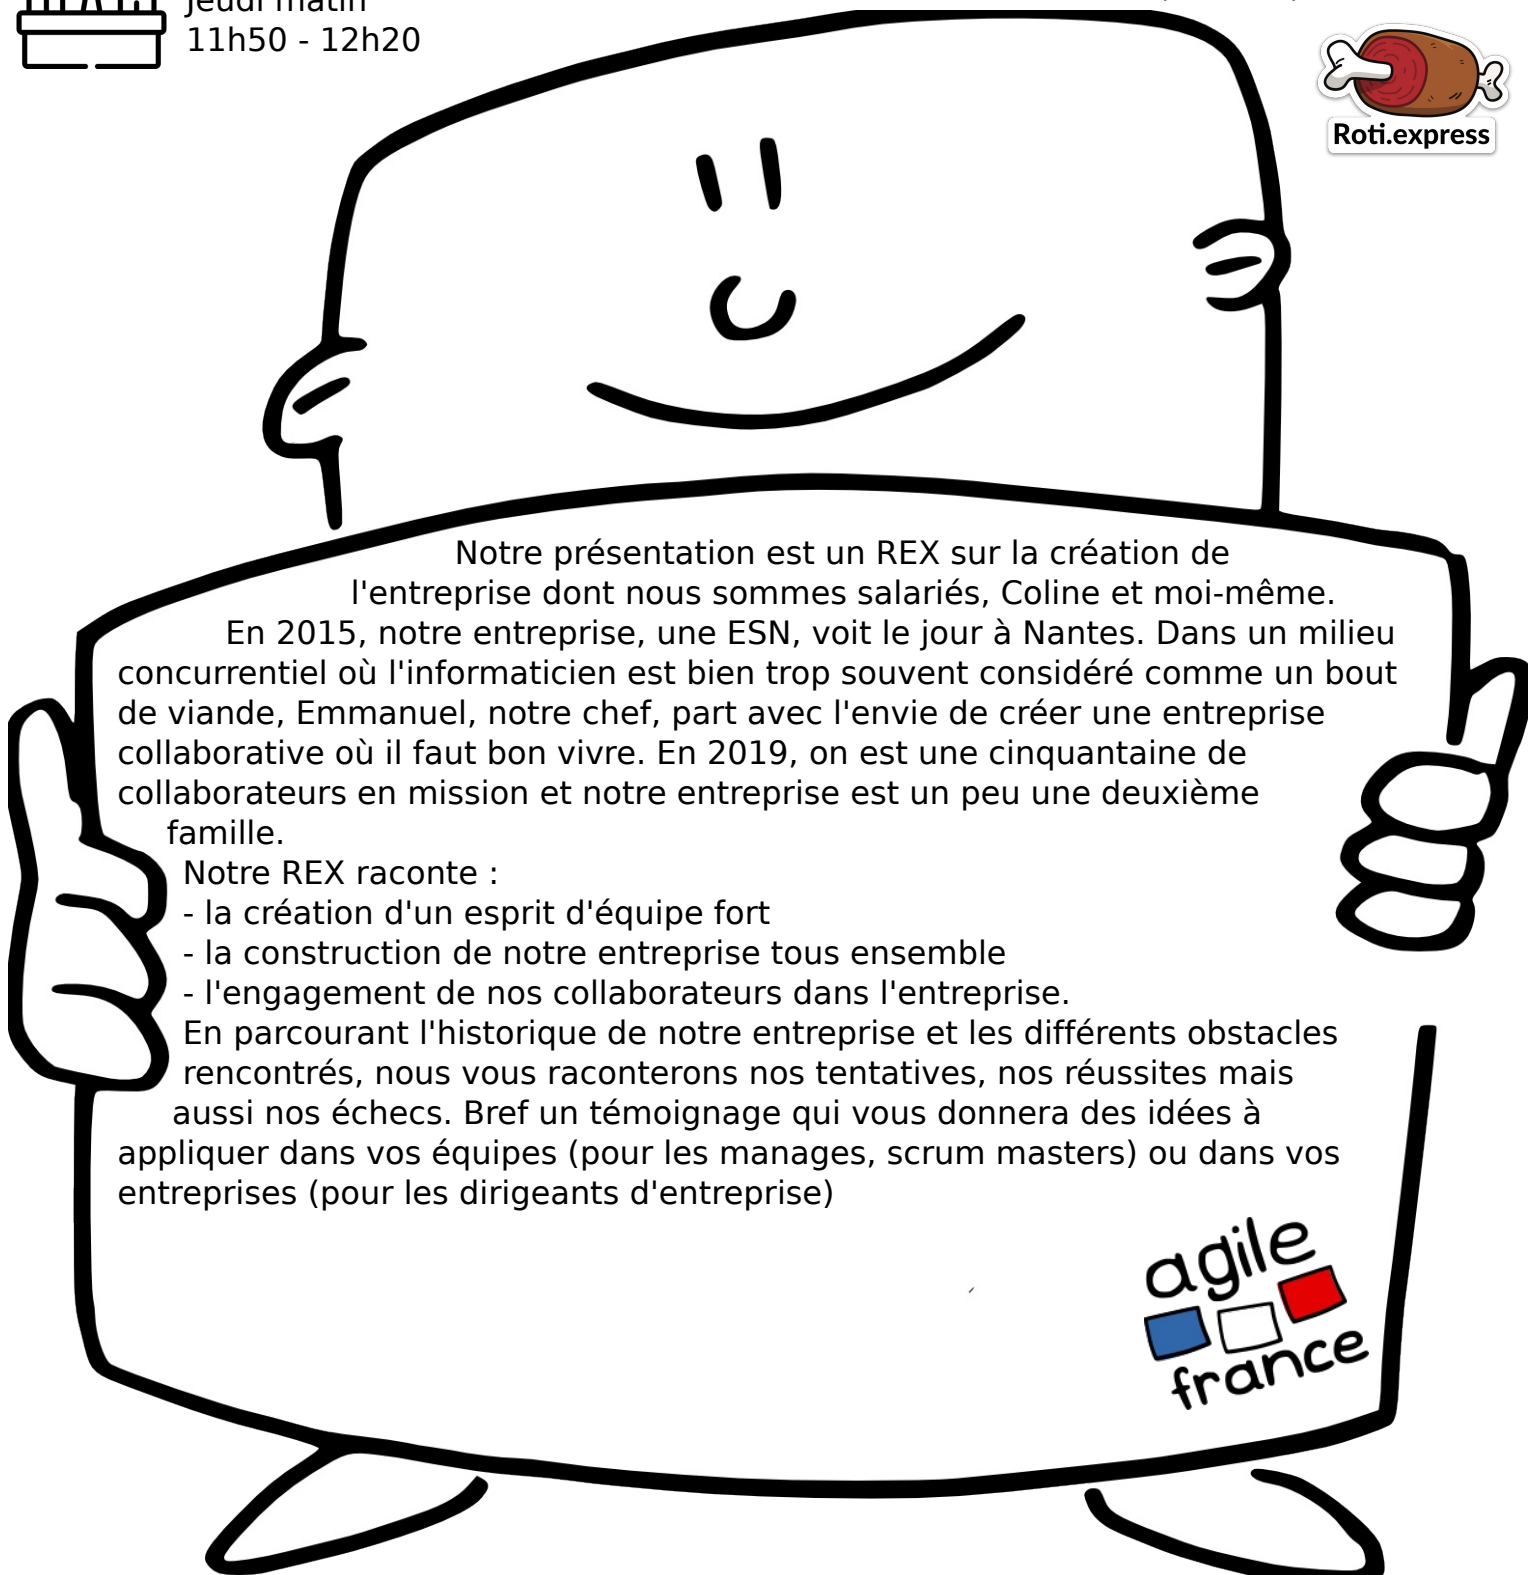 jeudi matin
11h50 - 12h20
Roti.express
Notre présentation est un REX sur la création de
l'entreprise dont nous sommes salariés, Coline et moi-même.
En 2015, notre entreprise, une ESN, voit le jour à Nantes. Dans un milieu
concurrentiel où l'informaticien est bien trop souvent considéré comme un bout
de viande, Emmanuel, notre chef, part avec l'envie de créer une entreprise
collaborative où il faut bon vivre. En 2019, on est une cinquantaine de
collaborateurs en mission et notre entreprise est un peu une deuxième
famille.
Notre REX raconte :
- la création d'un esprit d'équipe fort
- la construction de notre entreprise tous ensemble
- l'engagement de nos collaborateurs dans l'entreprise.
En parcourant l'historique de notre entreprise et les différents obstacles
rencontrés, nous vous raconterons nos tentatives, nos réussites mais
aussi nos échecs. Bref un témoignage qui vous donnera des idées à
appliquer dans vos équipes (pour les manages, scrum masters) ou dans vos
entreprises (pour les dirigeants d'entreprise)
agile
france